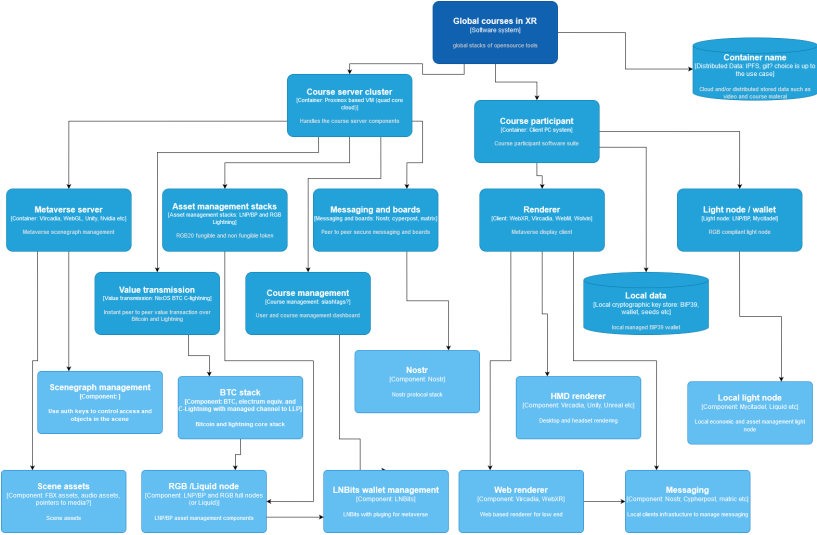 Global courses in XR
[Software system]
global stacks of opensource tools
Container name
[Distributed Data: IPFS, git? choice is up to
the use case]
Cloud and/or distributed stored data such as
video and course material
Course server cluster
[Container: Proxmox based VM (quad core
cloud)]
Handles the course server components
Course participant
[Container: Client PC system]
Course participant software suite
Metaverse server
[Container: Vircadia, WebGL, Unity, Nvidia etc]
Metaverse scenegraph management
Asset management stacks
[Asset management stacks: LNP/BP and RGB
Lightning]
RGB20 fungible and non fungible token
Messaging and boards
[Messaging and boards: Nostr, cyperpost, matric]
Peer to peer secure messaging and boards
Renderer
[Client: WebXR, Vircadia, WebM, Wolvin]
Metaverse display client
Light node / wallet
[Light node: LNP/BP, Mycitadel]
RGB compliant light node
Value transmission
[Value transmission: NixOS BTC C-lightning]
Instant peer to peer value transaction over
Bitcoin and Lightning
Course management
[Course management: slashtags?]
User and course management dashboard
Local data
[Local cryptographic key store: BIP39,
wallet, seeds etc]
local managed BIP39 wallet
Scenegraph management
[Component: ]
Use auth keys to control access and
objects in the scene
BTC stack
[Component: BTC, electrum equiv, and
C-Lightning with managed channel to LLP]
Bitcoin and lightning core stack
Nostr
[Component: Nostr]
Nostr protocal stack
HMD renderer
[Component: Vircadia, Unity, Unreal etc]
Desktop and headset rendering
Local light node
[Component: Mycitadel, Liquid etc]
Local economic and asset management light
node
Scene assets
[Component: FBX assets, audio assets,
pointers to media?]
Scene assets
RGB /Liquid node
[Component: LNP/BP and RGB full nodes
(or Liquid)]
LNP/BP asset management components
LNBits wallet management
[Component: LNBits]
LNBits with pluging for metaverse
Web renderer
[Component: Vircadia, WebXR]
Web based renderer for low end
Messaging
[Component: Nostr, Cypherpost, matric etc]
Local clients infrastructure to manage messaging